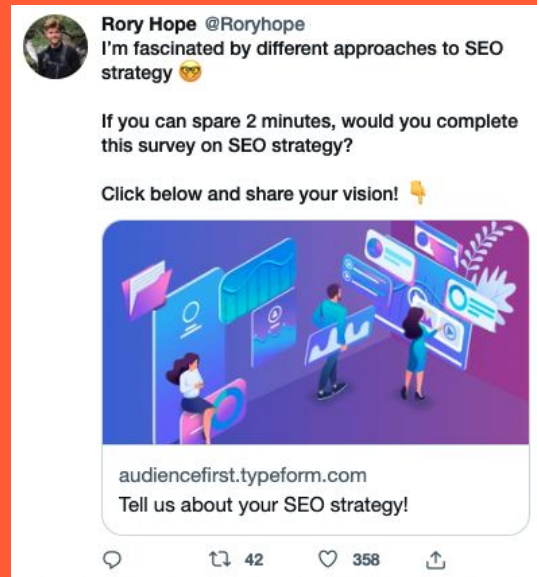 Rory Hope @Roryhope
I'm fascinated by different approaches to SEO
strategy 🤓
If you can spare 2 minutes, would you complete
this survey on SEO strategy?
Click below and share your vision! 👇
audiencefirst.typeform.com
Tell us about your SEO strategy!
42 358